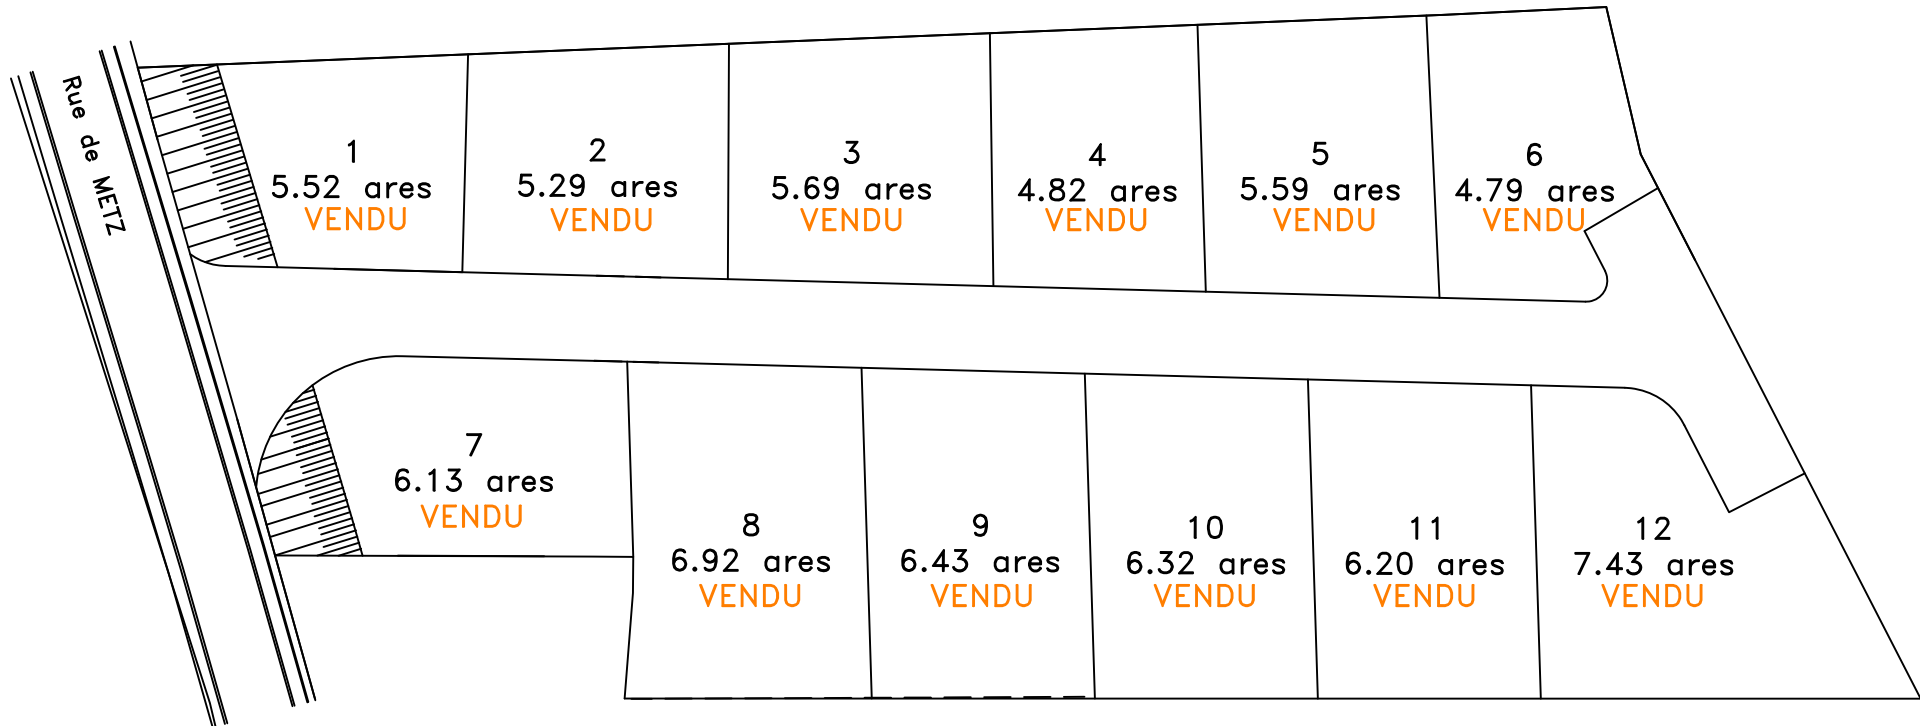 Rue de METZ
1
5.52 ares
VENDU
2
5.29 ares
VENDU
3
5.69 ares
VENDU
4
4.82 ares
VENDU
5
5.59 ares
VENDU
6
4.79 ares
VENDU
7
6.13 ares
VENDU
8
6.92 ares
VENDU
9
6.43 ares
VENDU
10
6.32 ares
VENDU
11
6.20 ares
VENDU
12
7.43 ares
VENDU